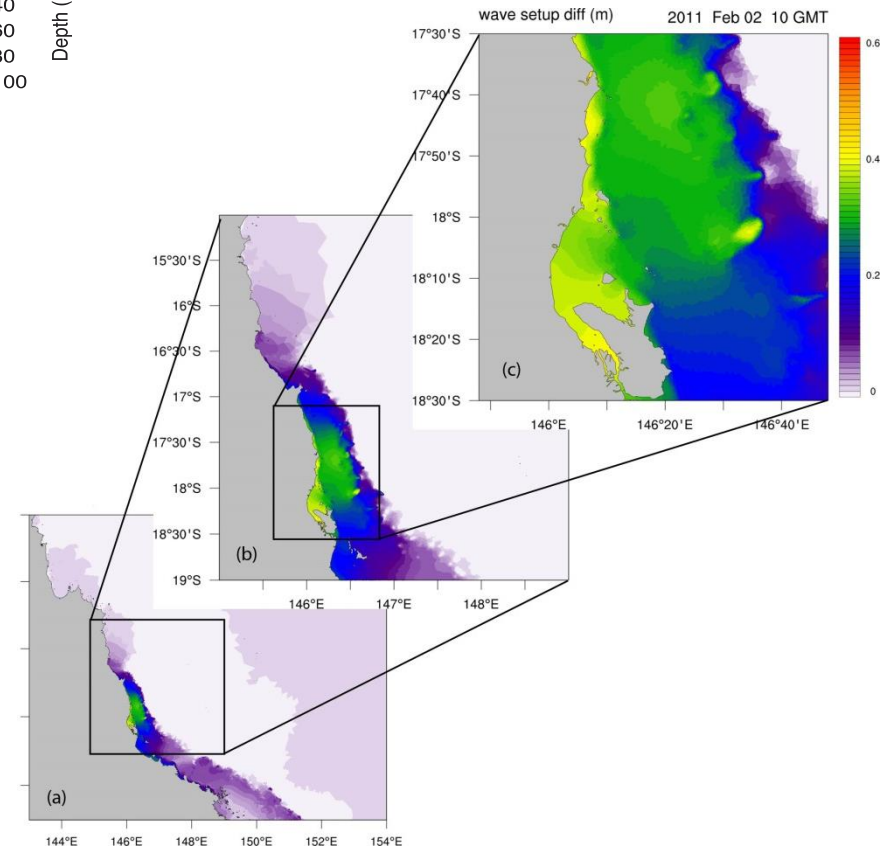 40
60
80
00
Depth (
wave setup diff (m) 2011 Feb 02 10 GMT
17°30'S
17°40'S
17°50'S
18°S
18°10'S
18°20'S
18°30'S
146°E 146°20'E 146°40'E
0.6
0.4
0.2
0
(c)
15°30'S
16°S
16°30'S
17°S
17°30'S
18°S
18°30'S
19°S
146°E 147°E 148°E
(b)
(a)
144°E 146°E 148°E 150°E 152°E 154°E